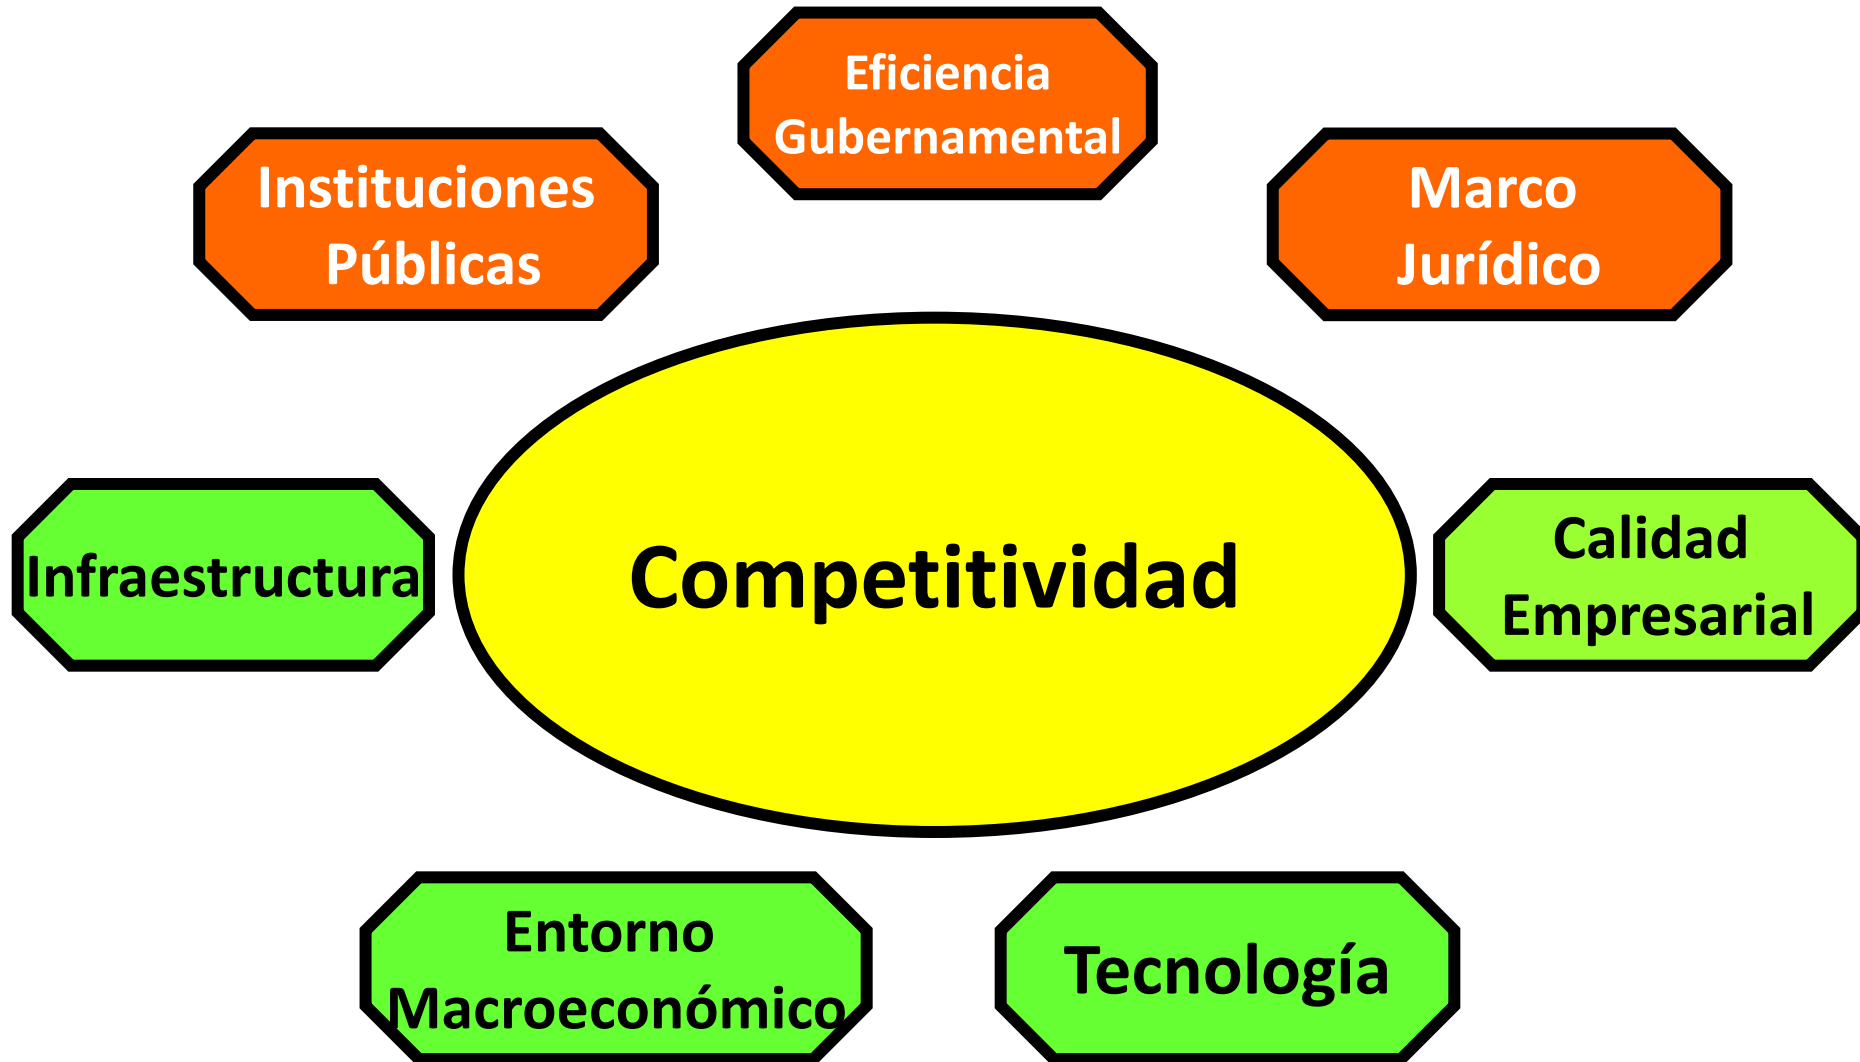 Eficiencia
Gubernamental
Instituciones
Públicas
Marco
Jurídico
Infraestructura
Competitividad
Calidad
Empresarial
Entorno
Macroeconómico
Tecnología